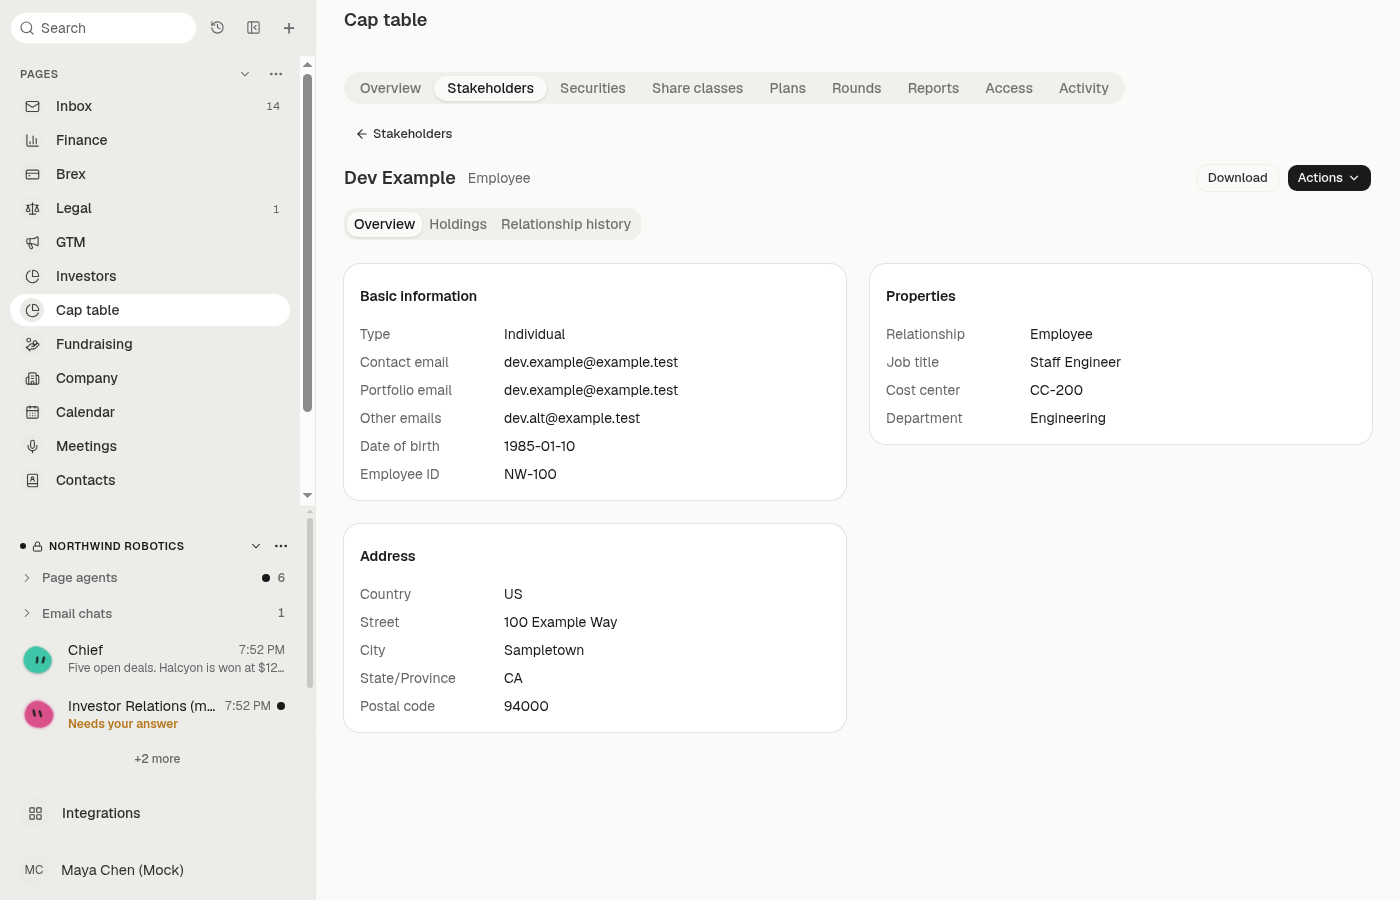 Search
PAGES
Inbox 14
Finance
Brex
Legal 1
GTM
Investors
Cap table
Fundraising
Company
Calendar
Meetings
Contacts
NORTHWIND ROBOTICS
Page agents 6
Email chats 1
Chief 7:52 PM
Five open deals. Halcyon is won at $12...
Investor Relations (m... 7:52 PM
Needs your answer
+2 more
Integrations
MC Maya Chen (Mock)
Cap table
Overview Stakeholders Securities Share classes Plans Rounds Reports Access Activity
Stakeholders
Dev Example Employee Download Actions
Overview Holdings Relationship history
Basic information
Type Individual
Contact email dev.example@example.test
Portfolio email dev.example@example.test
Other emails dev.alt@example.test
Date of birth 1985-01-10
Employee ID NW-100
Properties
Relationship Employee
Job title Staff Engineer
Cost center CC-200
Department Engineering
Address
Country US
Street 100 Example Way
City Sampletown
State/Province CA
Postal code 94000